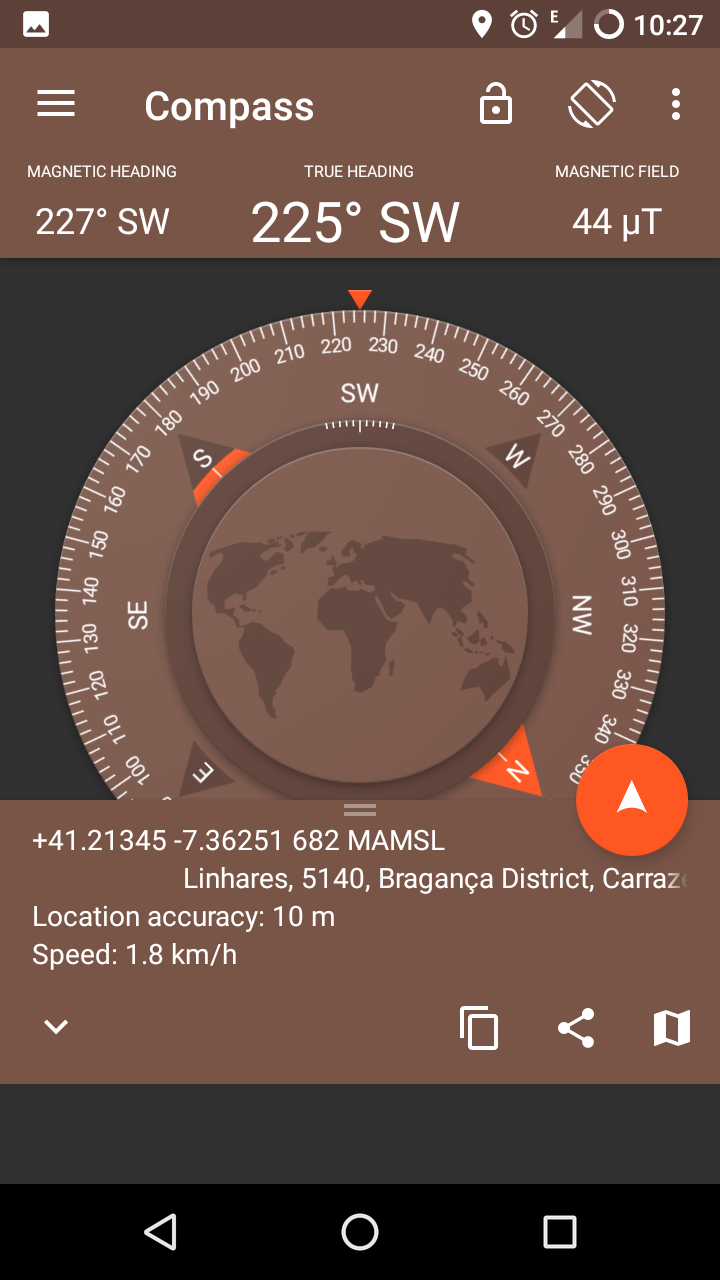 E 10:27
Compass
MAGNETIC HEADING TRUE HEADING MAGNETIC FIELD
227° SW 225° SW 44 µT
220 230
210 240
200 250
190 260
SW
180 270
S W
170 280
160 290
150 300
140 310
SE NW
130 320
120 330
110 340
100 350
E N
+41.21345 -7.36251 682 MAMSL
Linhares, 5140, Bragança District, Carraz
Location accuracy: 10 m
Speed: 1.8 km/h